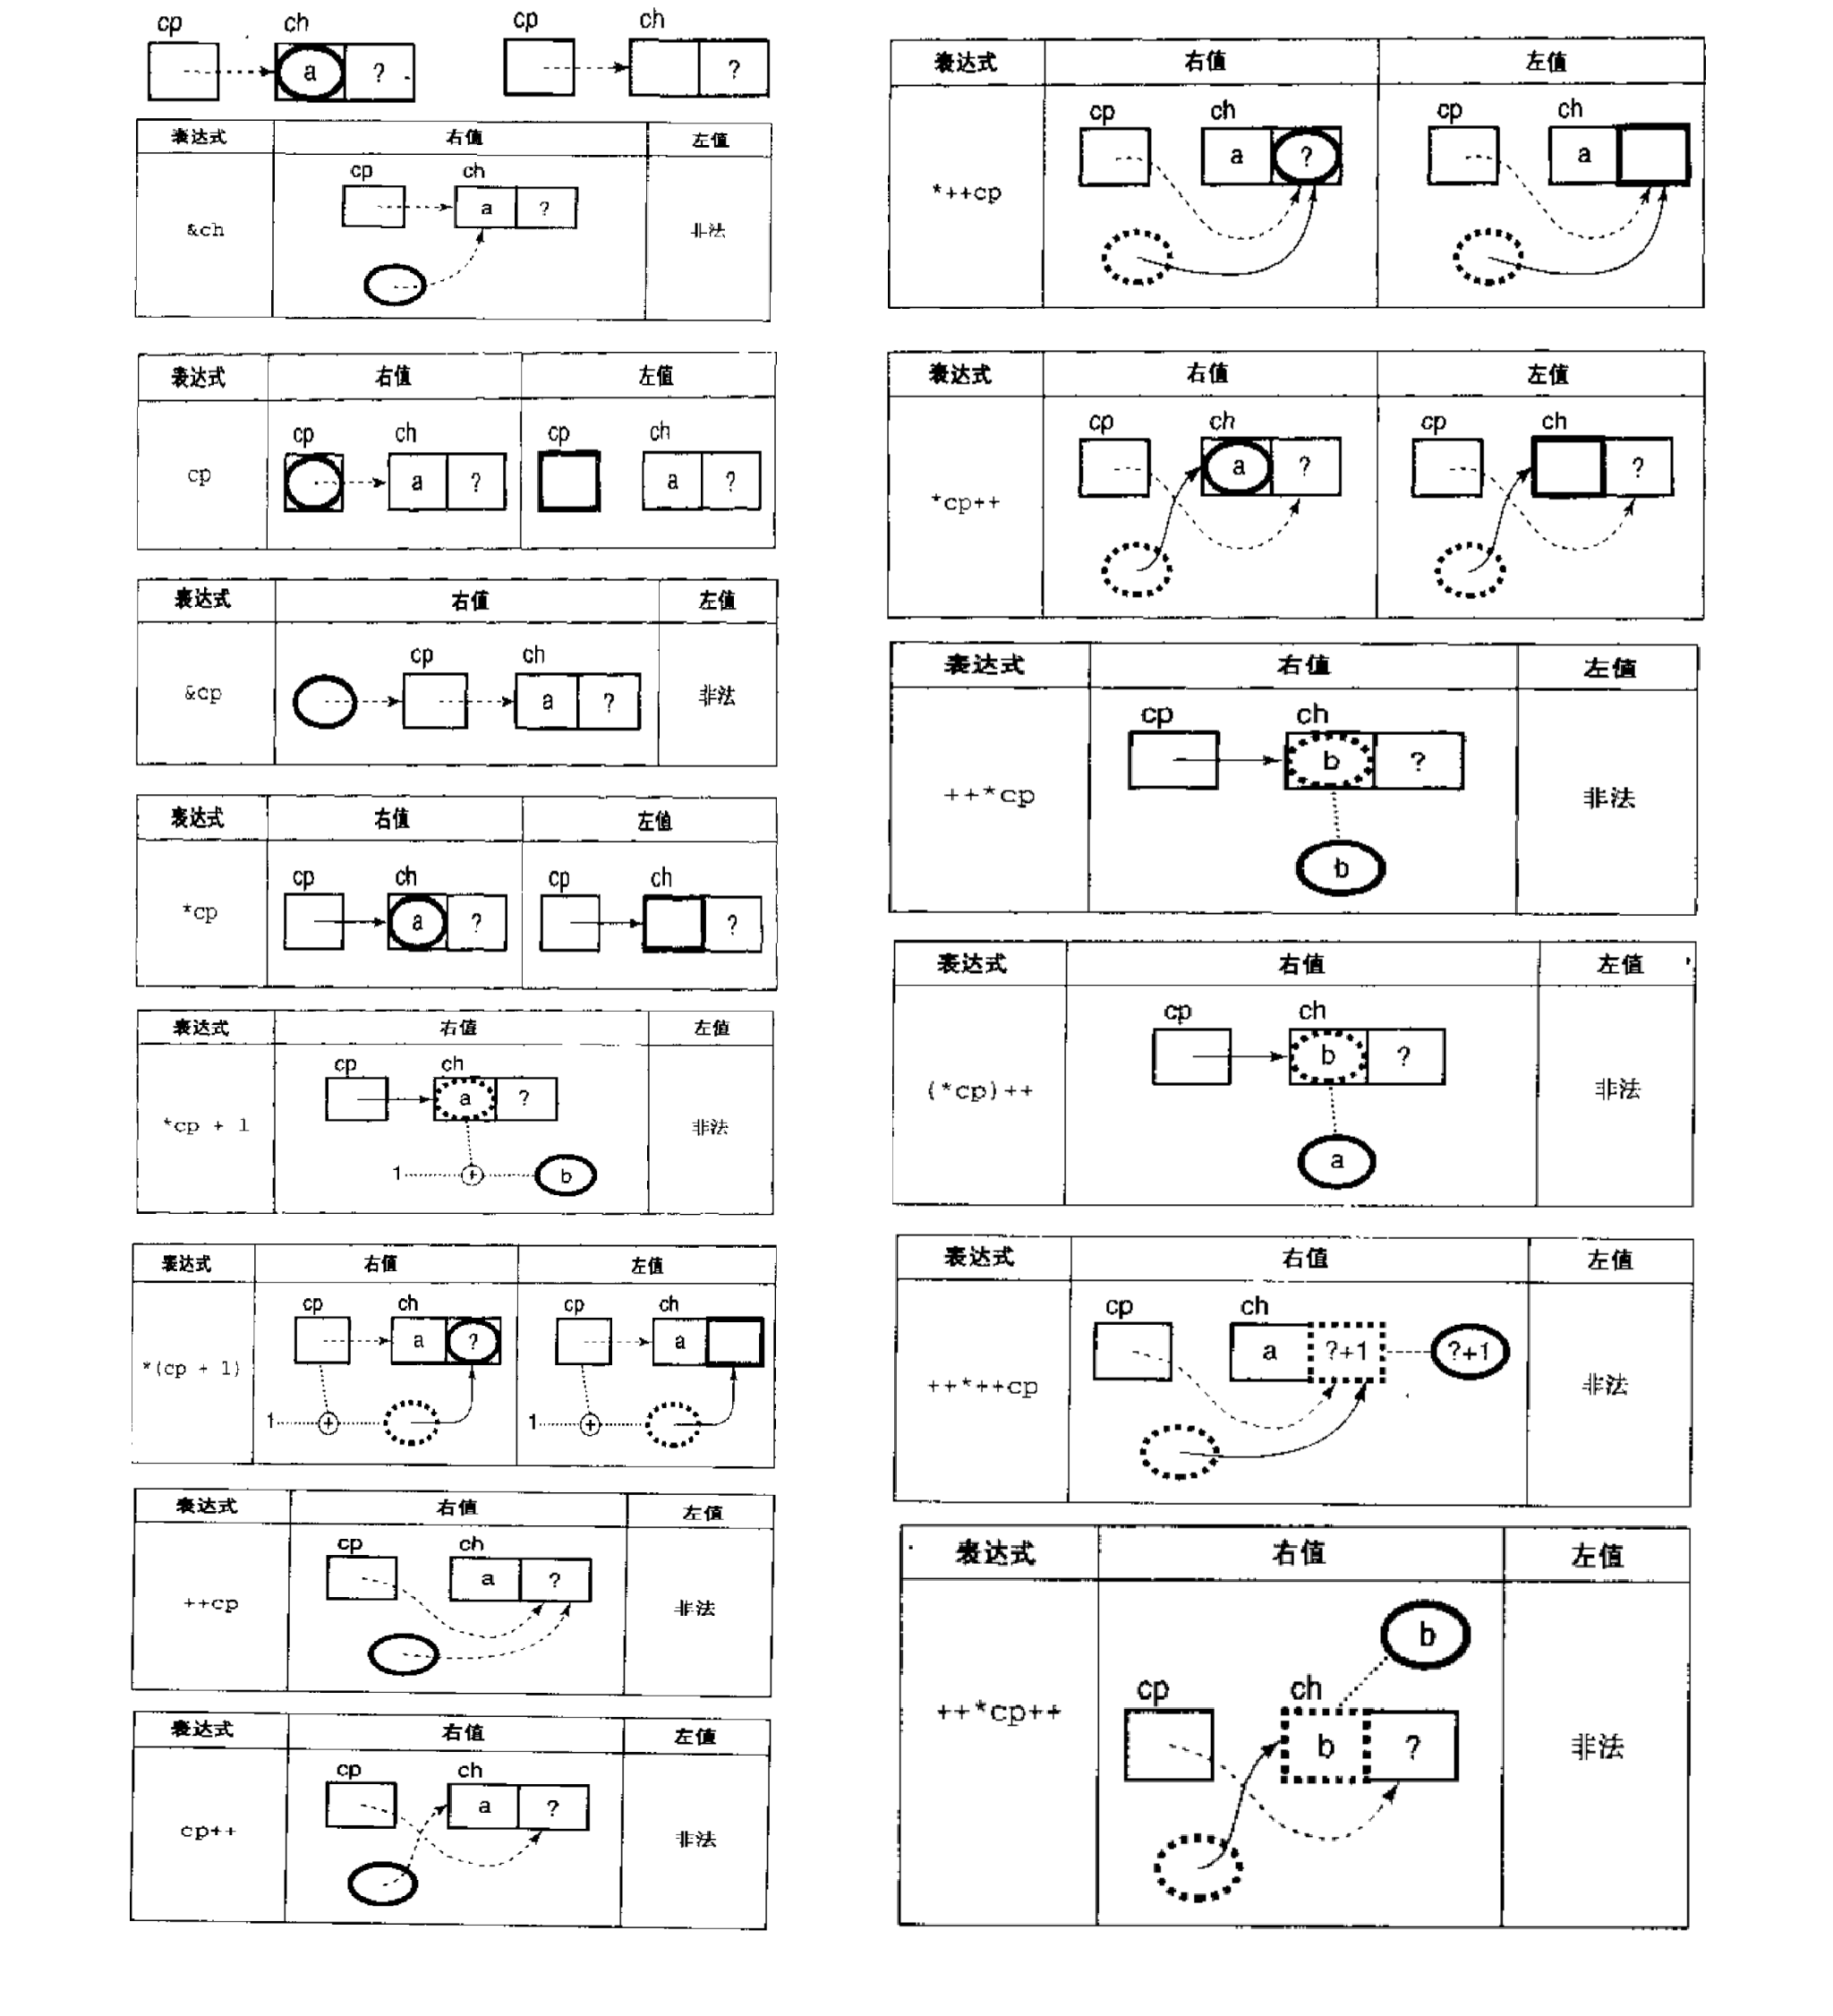 cp ch cp ch
a ? ?
表达式 右值 左值
cp ch
a ?
&ch 非法
表达式 右值 左值
cp ch cp ch
cp a ? a ?
表达式 右值 左值
cp ch
&cp a ? 非法
表达式 右值 左值
cp ch cp ch
*cp a ? ?
表达式 右值 左值
cp ch
a ?
*cp + 1 非法
1 + b
表达式 右值 左值
cp ch cp ch
a ? a
*(cp + 1)
1 + 1 +
表达式 右值 左值
cp ch
a ?
++cp 非法
表达式 右值 左值
cp ch
a ?
cp++ 非法
表达式 右值 左值
cp ch cp ch
a ? a
*++cp
表达式 右值 左值
cp ch cp ch
a ? ?
*cp++
表达式 右值 左值
cp ch
b ?
++*cp 非法
b
表达式 右值 左值
cp ch
b ?
(*cp)++ 非法
a
表达式 右值 左值
cp ch
a ?+1 ?+1
++*++cp 非法
表达式 右值 左值
b
cp ch
++*cp++ 非法
b ?